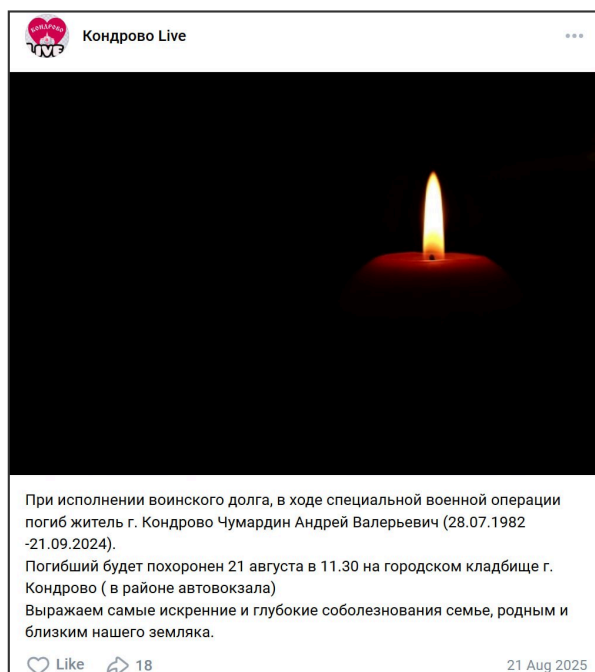 КОНДРОВО
LIVE
Кондрово Live
При исполнении воинского долга, в ходе специальной военной операции
погиб житель г. Кондрово Чумардин Андрей Валерьевич (28.07.1982
-21.09.2024).
Погибший будет похоронен 21 августа в 11.30 на городском кладбище г.
Кондрово ( в районе автовокзала)
Выражаем самые искренние и глубокие соболезнования семье, родным и
близким нашего земляка.
Like 18 21 Aug 2025